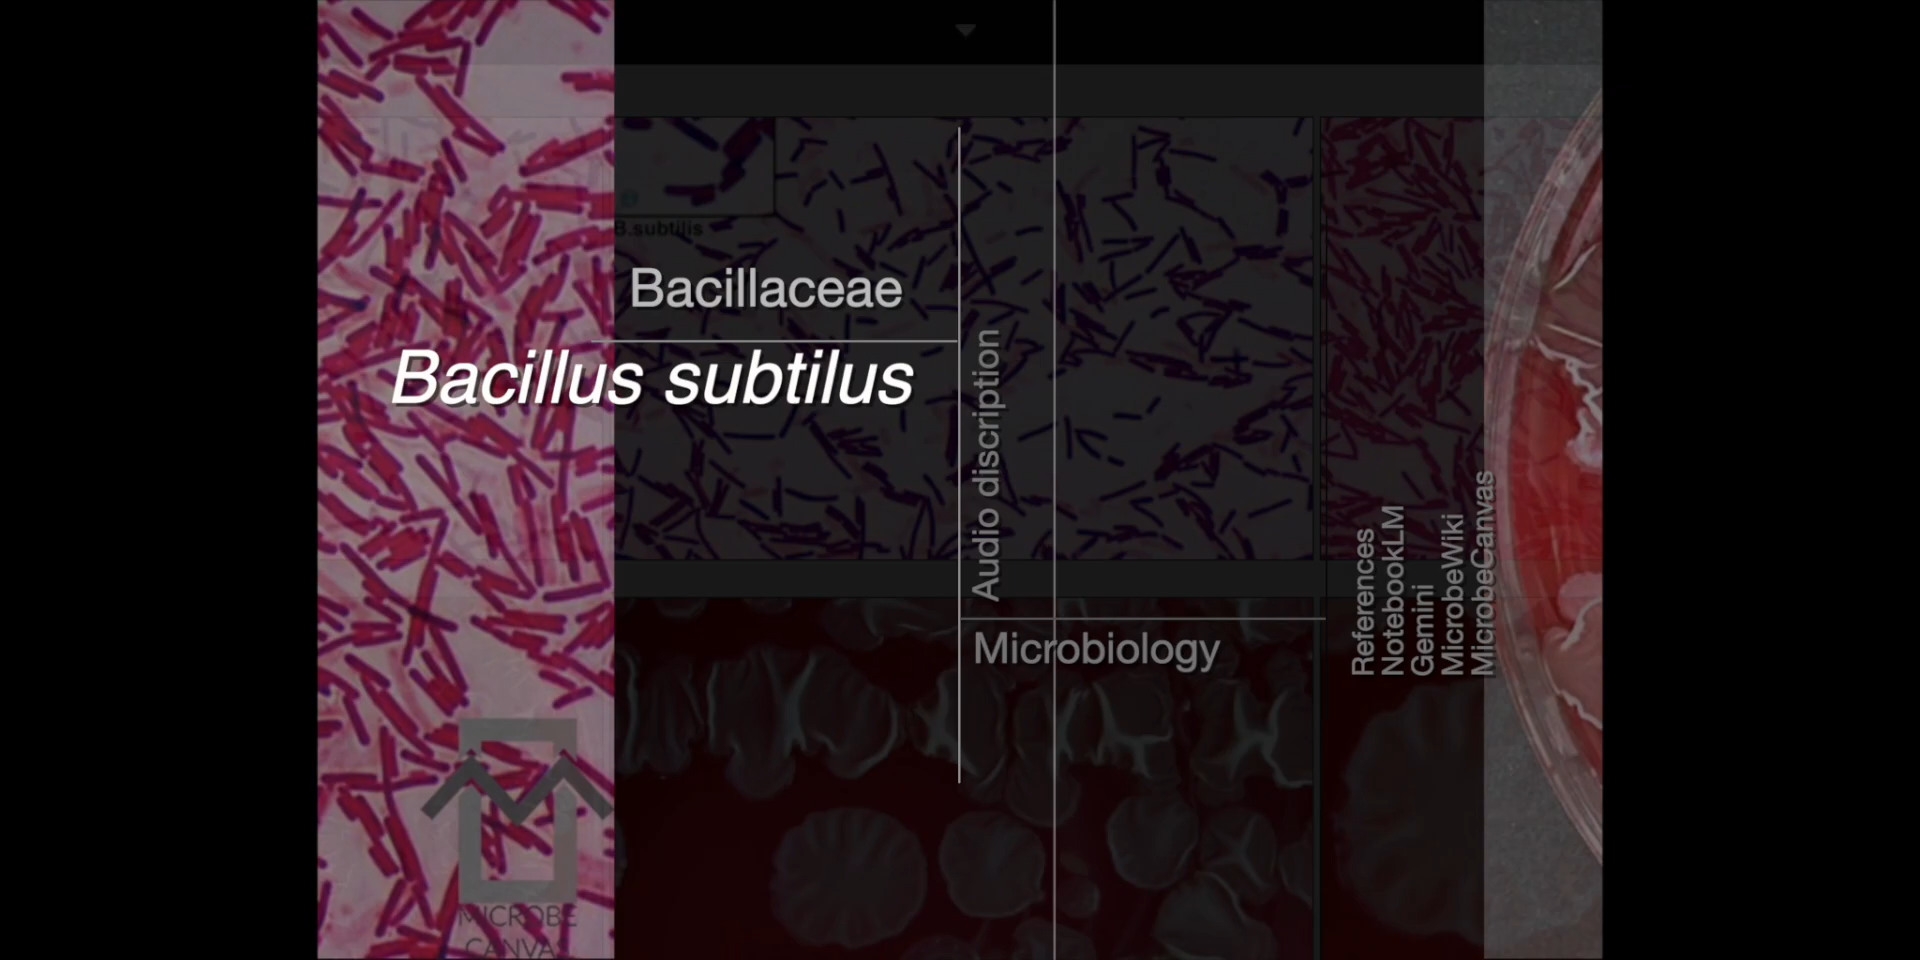 B.subtilis
Bacillaceae
Bacillus subtilus
Audio discription
Microbiology
References
NotebookLM
Gemini
MicrobeWiki
MicrobeCanvas
MICROBE
CANVAS